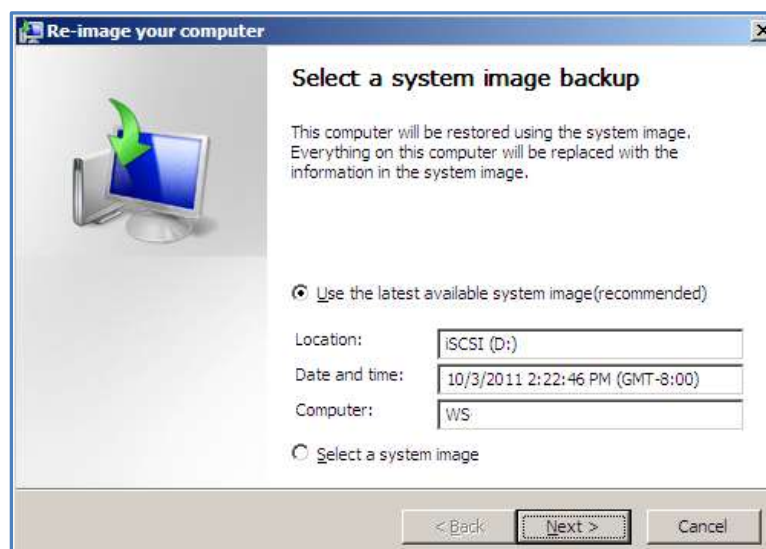 Re-image your computer
Select a system image backup
This computer will be restored using the system image.
Everything on this computer will be replaced with the
information in the system image.
Use the latest available system image(recommended)
Location: iSCSI (D:)
Date and time: 10/3/2011 2:22:46 PM (GMT-8:00)
Computer: WS
Select a system image
< Back Next > Cancel